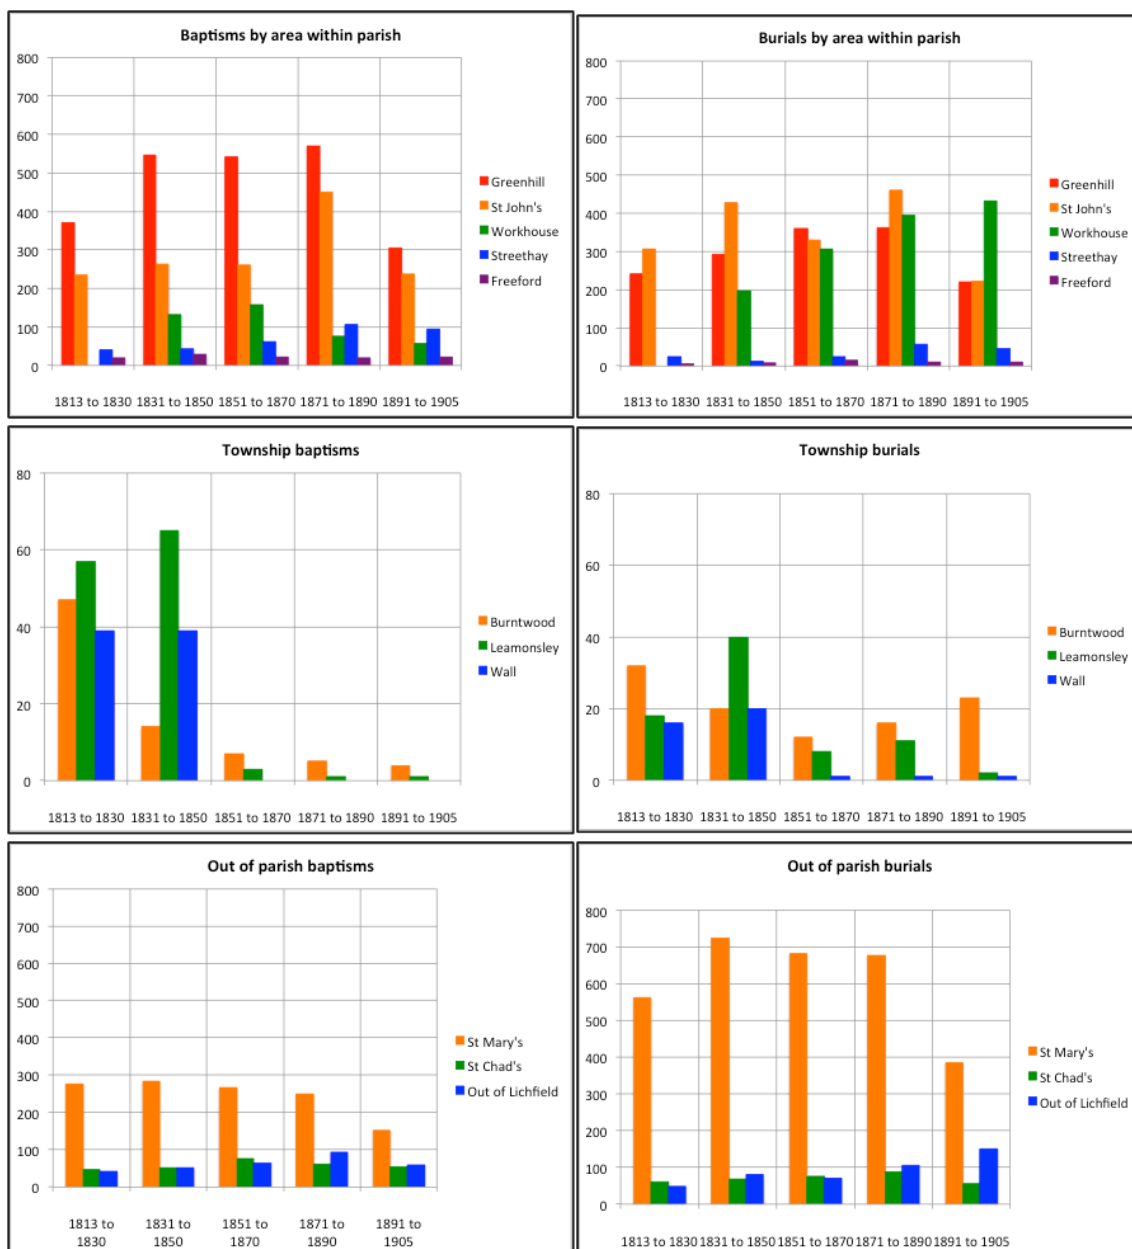 Baptisms by area within parish
800
700
600
500
400
300
200
100
0
Greenhill
St John's
Workhouse
Streethay
Freeford
1813 to 1830 1831 to 1850 1851 to 1870 1871 to 1890 1891 to 1905
Burials by area within parish
800
700
600
500
400
300
200
100
0
Greenhill
St John's
Workhouse
Streethay
Freeford
1813 to 1830 1831 to 1850 1851 to 1870 1871 to 1890 1891 to 1905
Township baptisms
80
60
40
20
0
Burntwood
Leamonsley
Wall
1813 to 1830 1831 to 1850 1851 to 1870 1871 to 1890 1891 to 1905
Township burials
80
60
40
20
0
Burntwood
Leamonsley
Wall
1813 to 1830 1831 to 1850 1851 to 1870 1871 to 1890 1891 to 1905
Out of parish baptisms
800
700
600
500
400
300
200
100
0
St Mary's
St Chad's
Out of Lichfield
1813 to 1831 to 1851 to 1871 to 1891 to
1830 1850 1870 1890 1905
Out of parish burials
800
700
600
500
400
300
200
100
0
St Mary's
St Chad's
Out of Lichfield
1813 to 1830 1831 to 1850 1851 to 1870 1871 to 1890 1891 to 1905